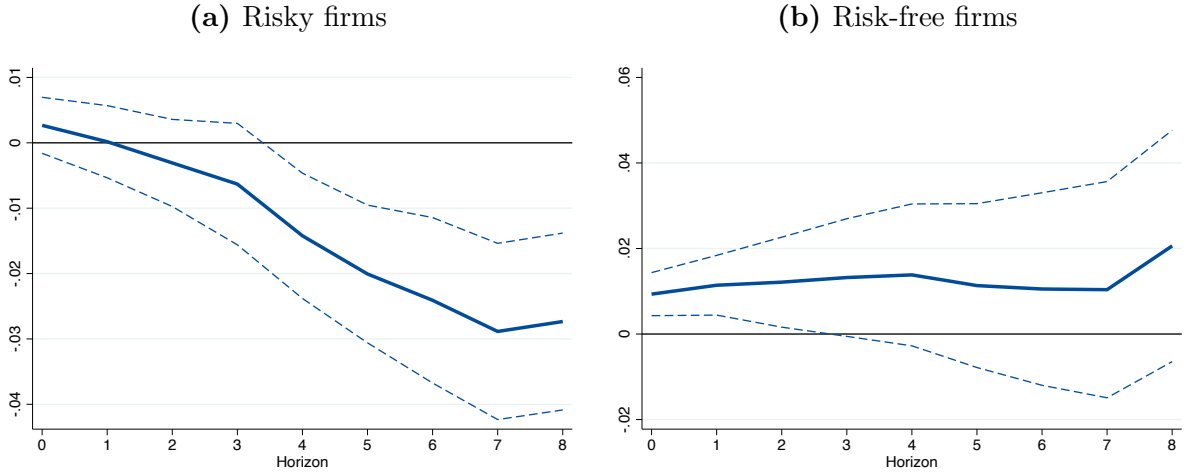 (a) Risky firms
.01
0
-.01
-.02
-.03
-.04
0 1 2 3 4 5 6 7 8
Horizon
(b) Risk-free firms
.06
.04
.02
0
-.02
0 1 2 3 4 5 6 7 8
Horizon